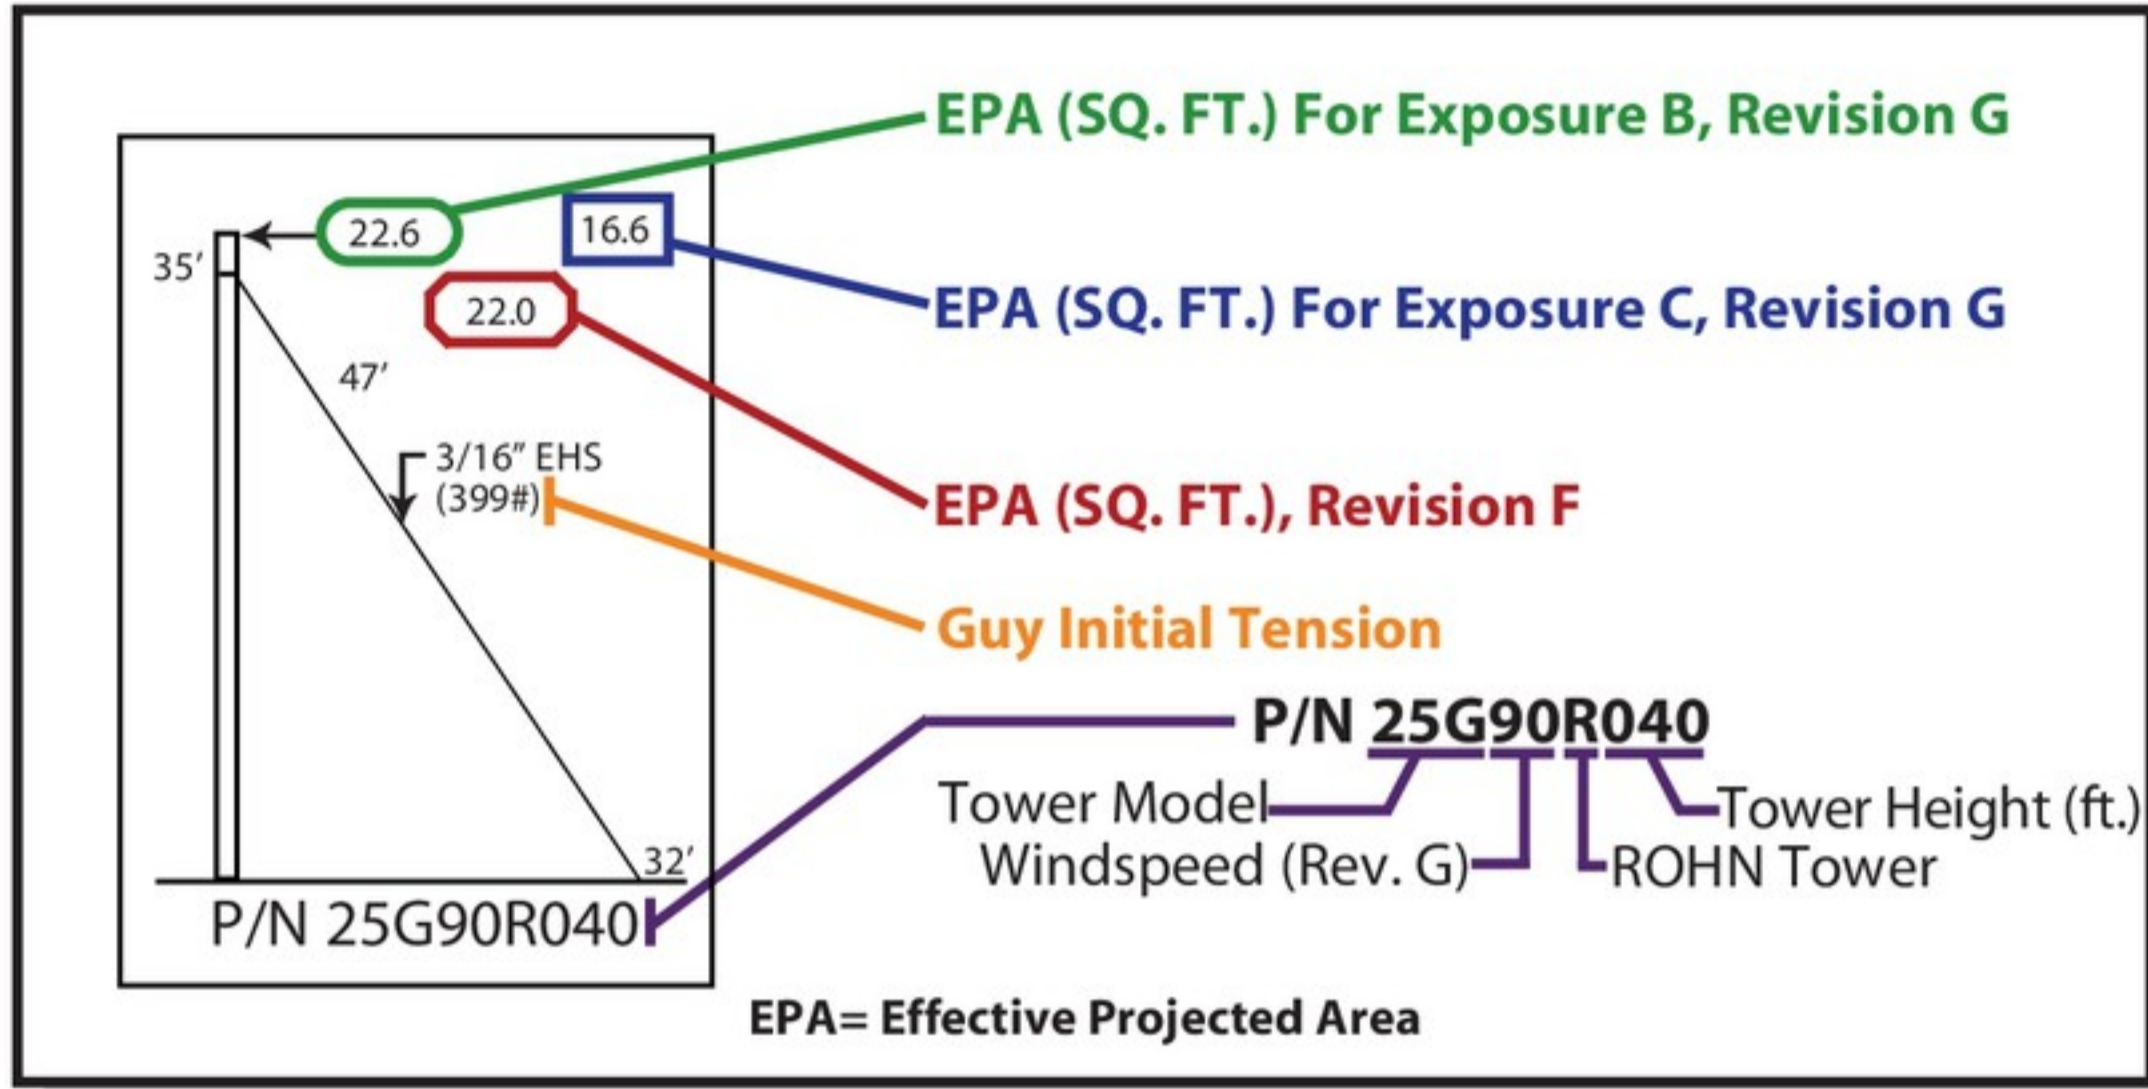 EPA (SQ. FT.) For Exposure B, Revision G
22.6
16.6
35′
22.0
EPA (SQ. FT.) For Exposure C, Revision G
47′
3/16″ EHS
(399#)
EPA (SQ. FT.), Revision F
Guy Initial Tension
P/N 25G90R040
Tower Model
Tower Height (ft.)
Windspeed (Rev. G)
ROHN Tower
32′
P/N 25G90R040
EPA= Effective Projected Area